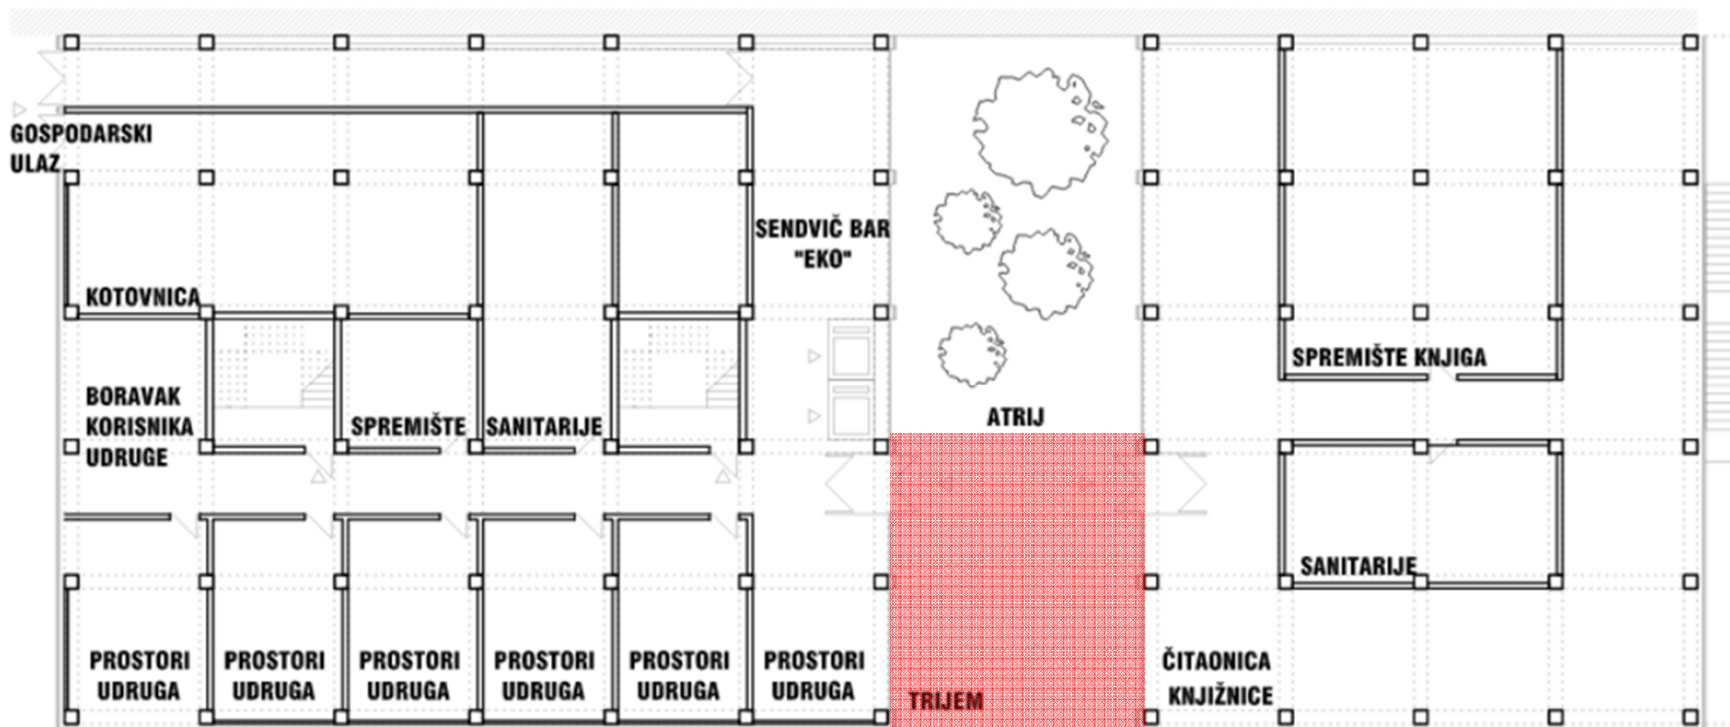 GOSPODARSKI
ULAZ
SENDVIČ BAR
"EKO"
KOTOVNICA
SPREMIŠTE KNJIGA
BORAVAK
KORISNIKA
UDRUGE
SPREMIŠTE
SANITARIJE
ATRIJ
SANITARIJE
PROSTORI
UDRUGA
PROSTORI
UDRUGA
PROSTORI
UDRUGA
PROSTORI
UDRUGA
PROSTORI
UDRUGA
PROSTORI
UDRUGA
TRIJEM
ČITAONICA
KNJIŽNICE